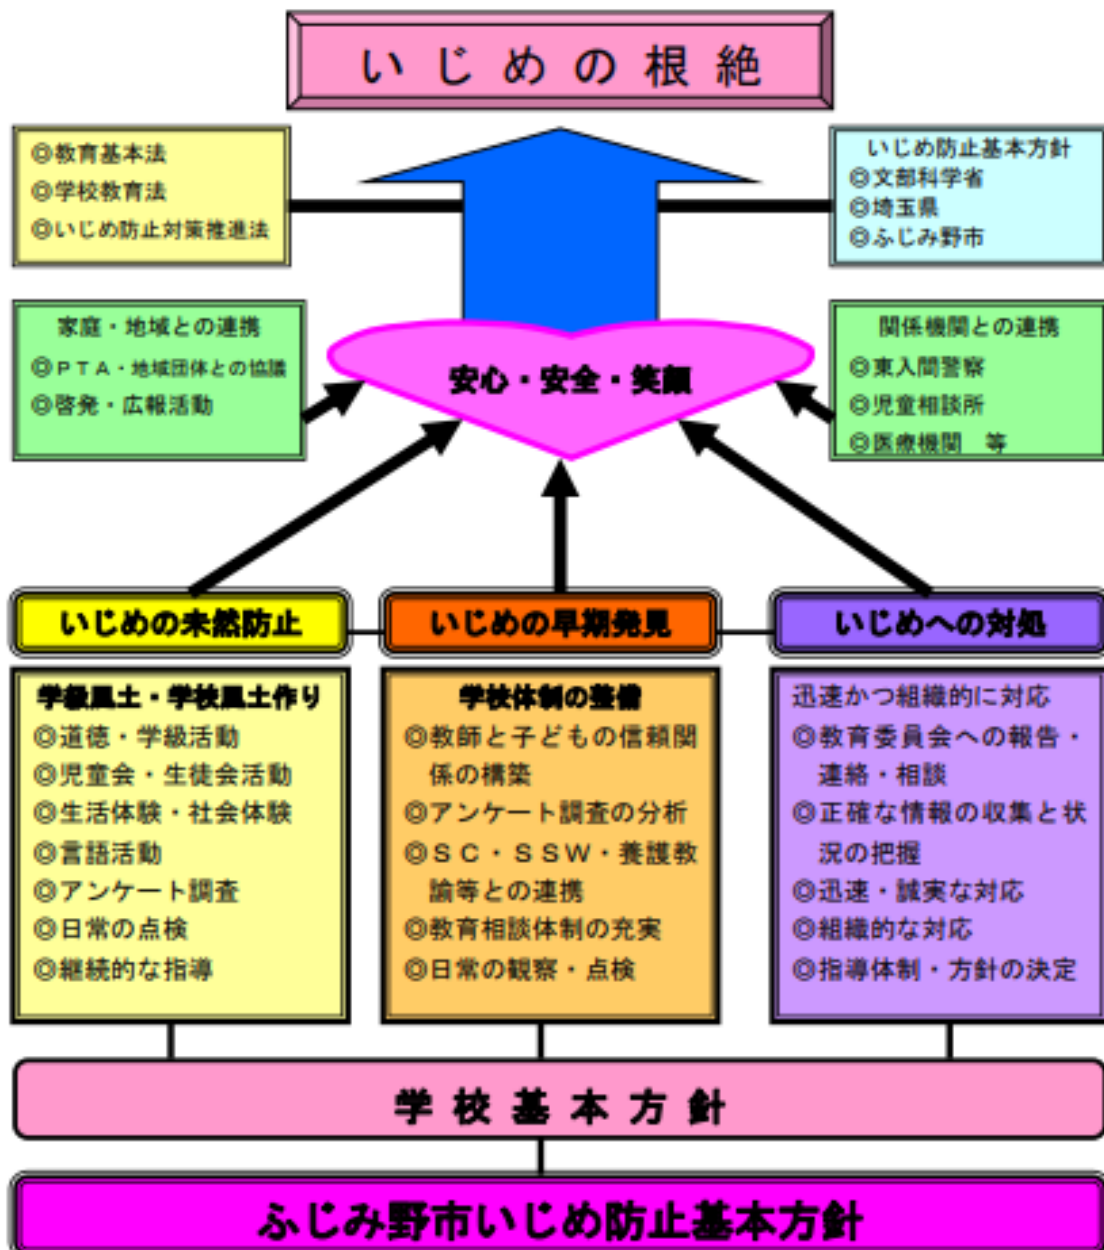 いじめの根絶
◎教育基本法
◎学校教育法
◎いじめ防止対策推進法
いじめ防止基本方針
◎文部科学省
◎埼玉県
◎ふじみ野市
家庭・地域との連携
◎PTA・地域団体との協議
◎啓発・広報活動
安心・安全・笑顔
関係機関との連携
◎東入間警察
◎児童相談所
◎医療機関　等
いじめの未然防止
学級風土・学校風土作り
◎道徳・学級活動
◎児童会・生徒会活動
◎生活体験・社会体験
◎言語活動
◎アンケート調査
◎日常の点検
◎継続的な指導
いじめの早期発見
学校体制の整備
◎教師と子どもの信頼関
係の構築
◎アンケート調査の分析
◎SC・SSW・養護教
諭等との連携
◎教育相談体制の充実
◎日常の観察・点検
いじめへの対処
迅速かつ組織的に対応
◎教育委員会への報告・
連絡・相談
◎正確な情報の収集と状
況の把握
◎迅速・誠実な対応
◎組織的な対応
◎指導体制・方針の決定
学校基本方針
ふじみ野市いじめ防止基本方針